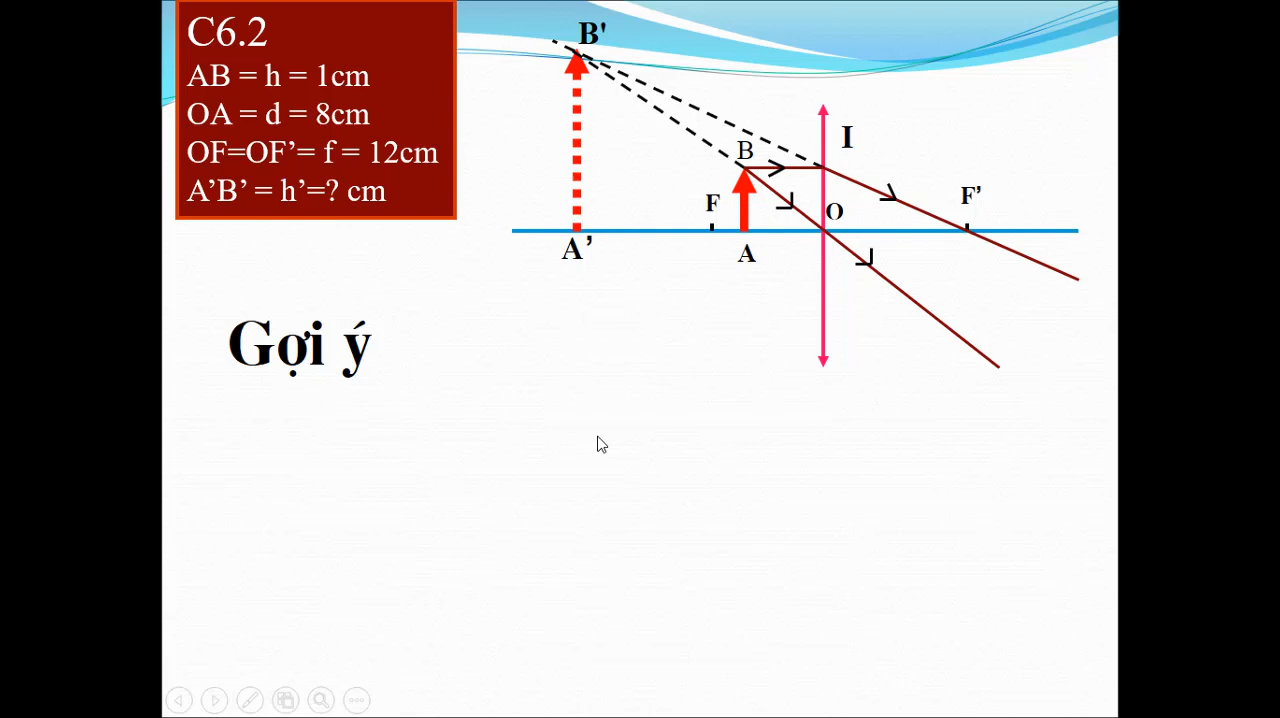 C6.2
AB = h = 1cm
OA = d = 8cm
OF=OF’= f = 12cm
A’B’ = h’=? cm
B'
I
B
F
O
F’
A’
A
Gợi ý